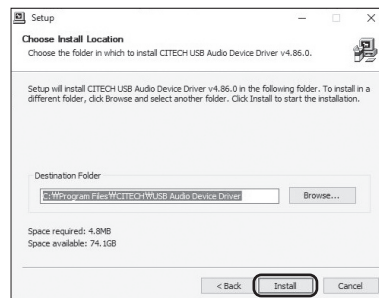 Setup
Choose Install Location
Choose the folder in which to install CITECH USB Audio Device Driver v4.86.0.
Setup will install CITECH USB Audio Device Driver v4.86.0 in the following folder. To install in a
different folder, click Browse and select another folder. Click Install to start the installation.
Destination Folder
C:₩Program Files₩CITECH₩USB Audio Device Driver
Browse...
Space required: 4.8MB
Space available: 74.1GB
< Back
Install
Cancel